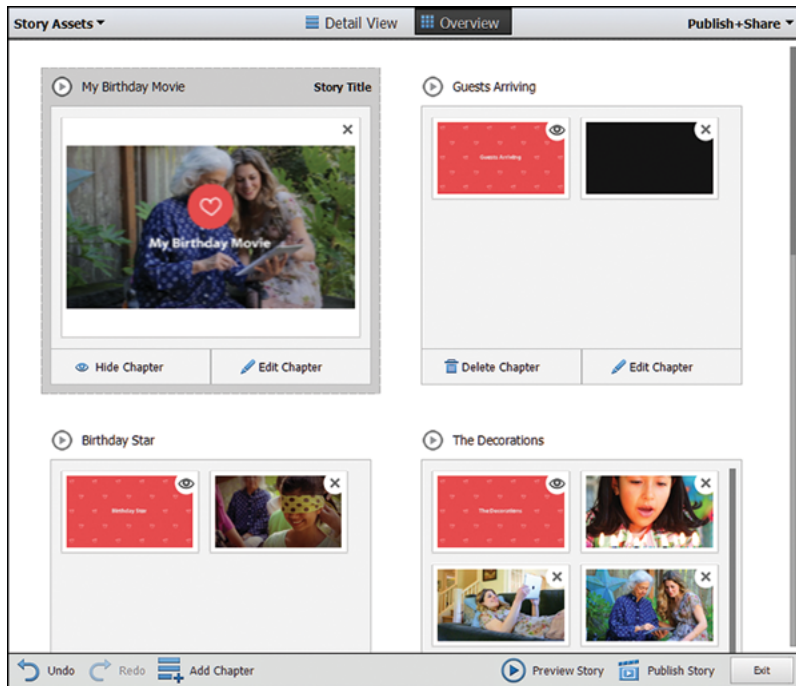 Story Assets
Detail View
Overview
Publish+Share
My Birthday Movie
Story Title
My Birthday Movie
Hide Chapter
Edit Chapter
Guests Arriving
Guests Arriving
Delete Chapter
Edit Chapter
Birthday Star
Birthday Star
The Decorations
The Decorations
Undo
Redo
Add Chapter
Preview Story
Publish Story
Exit